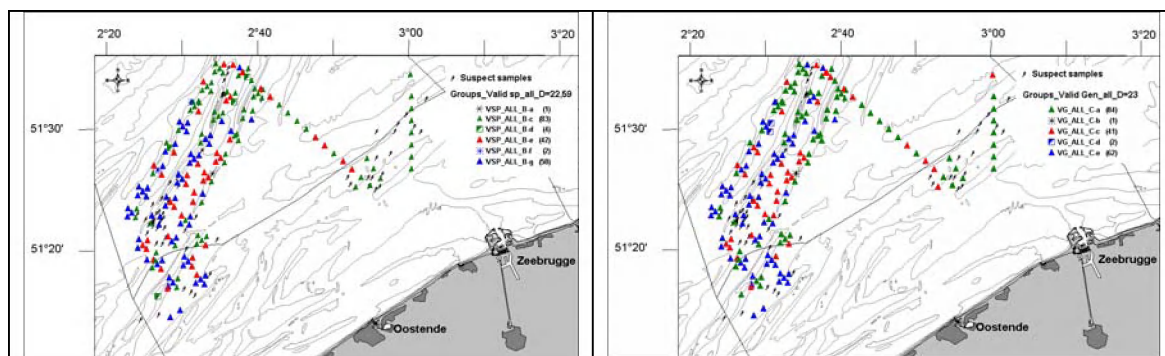 2°20 2°40 3°00 3°20
Suspect samples
Groups_Valid sp_all_D=22,59
VSP_ALL_B-a (1)
VSP_ALL_B-c (83)
VSP_ALL_B-d (4)
VSP_ALL_B-e (42)
VSP_ALL_B-f (2)
VSP_ALL_B-g (58)
51°30'
51°20'
Zeebrugge
Oostende
2°20 2°40 3°00 3°20
Suspect samples
Groups_Valid Gen_all_D=23
VG_ALL_C-a (84)
VG_ALL_C-b (1)
VG_ALL_C-c (41)
VG_ALL_C-d (2)
VG_ALL_C-e (62)
51°30'
51°20'
Zeebrugge
Oostende